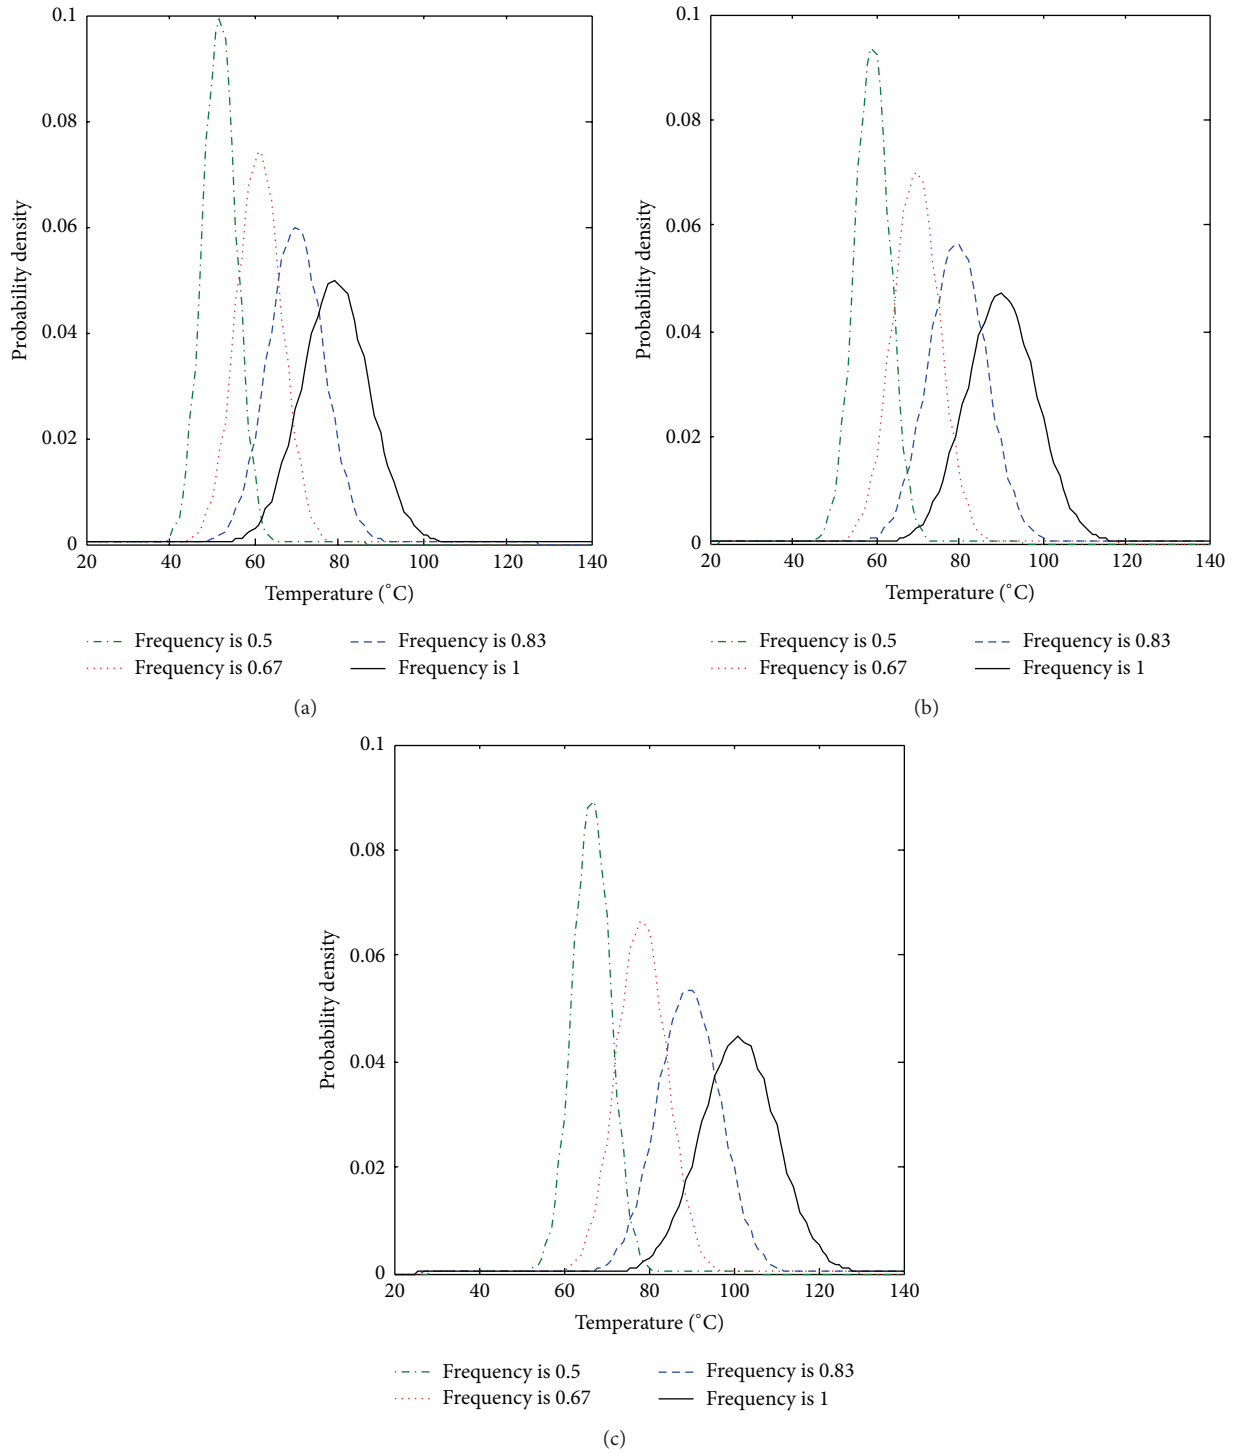 0.1
0.08
0.06
0.04
0.02
0
Probability density
20 40 60 80 100 120 140
Temperature (°C)
Frequency is 0.5
Frequency is 0.67
Frequency is 0.83
Frequency is 1
(a)
0.1
0.08
0.06
0.04
0.02
0
Probability density
20 40 60 80 100 120 140
Temperature (°C)
Frequency is 0.5
Frequency is 0.67
Frequency is 0.83
Frequency is 1
(b)
0.1
0.08
0.06
0.04
0.02
0
Probability density
20 40 60 80 100 120 140
Temperature (°C)
Frequency is 0.5
Frequency is 0.67
Frequency is 0.83
Frequency is 1
(c)